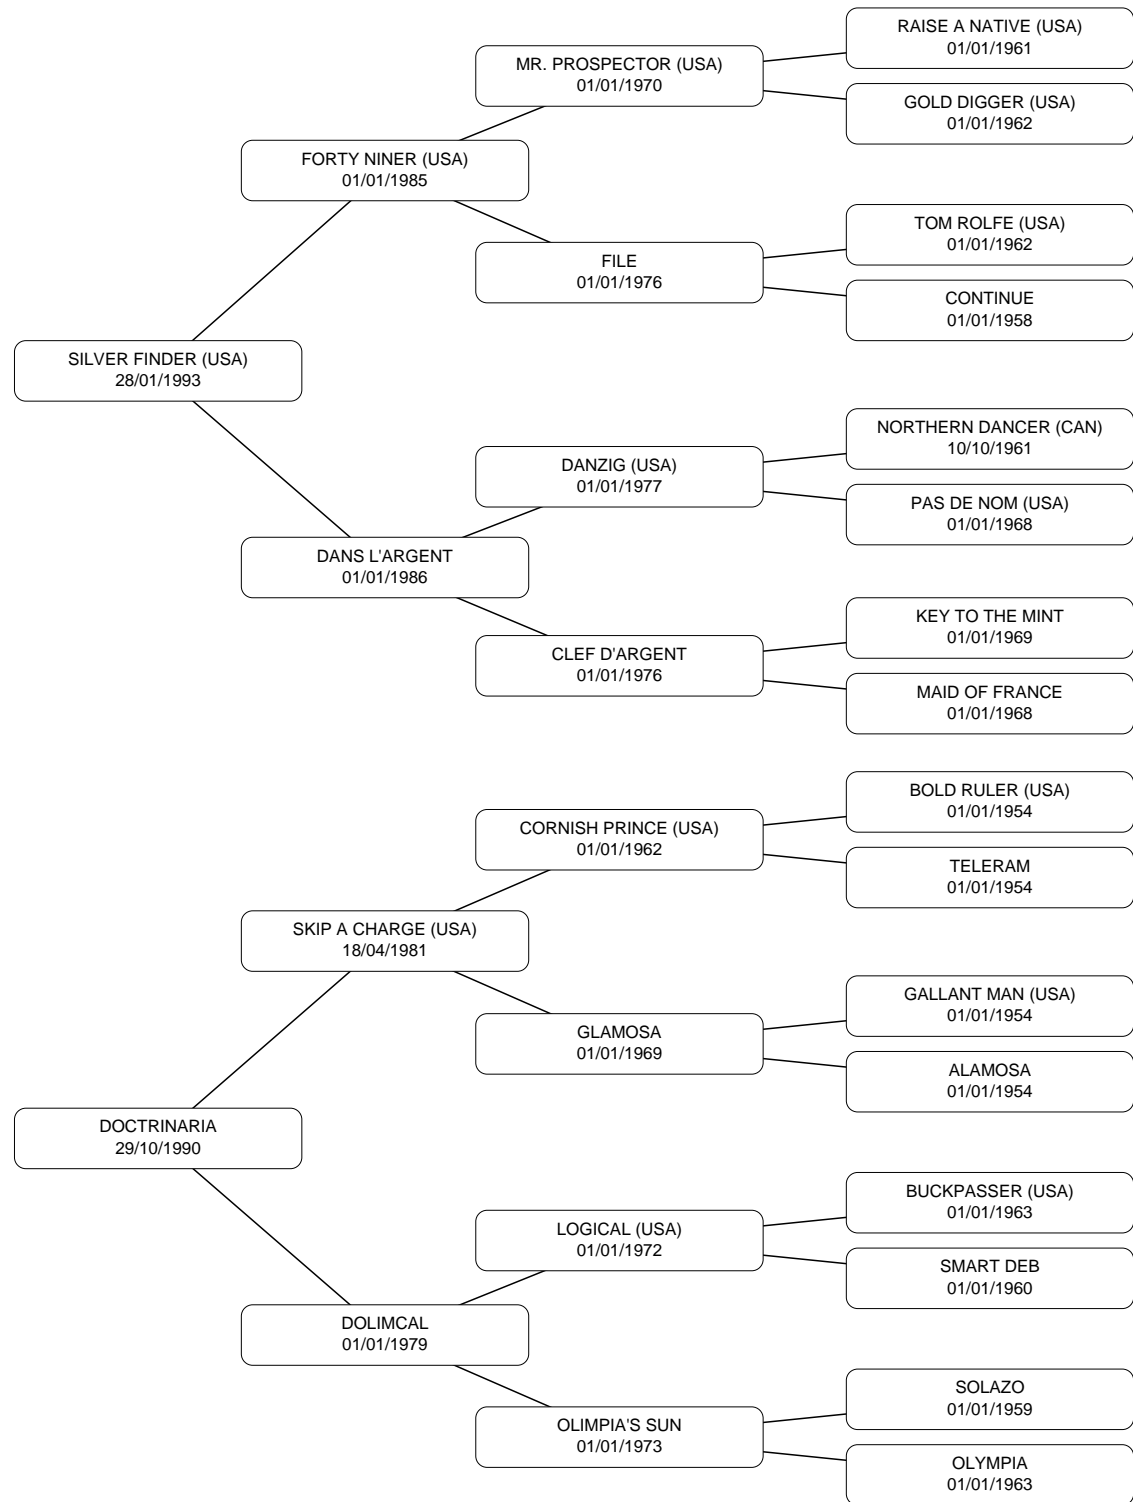 RAISE A NATIVE (USA)
01/01/1961
MR. PROSPECTOR (USA)
01/01/1970
GOLD DIGGER (USA)
01/01/1962
FORTY NINER (USA)
01/01/1985
TOM ROLFE (USA)
01/01/1962
FILE
01/01/1976
CONTINUE
01/01/1958
SILVER FINDER (USA)
28/01/1993
NORTHERN DANCER (CAN)
10/10/1961
DANZIG (USA)
01/01/1977
PAS DE NOM (USA)
01/01/1968
DANS L'ARGENT
01/01/1986
KEY TO THE MINT
01/01/1969
CLEF D'ARGENT
01/01/1976
MAID OF FRANCE
01/01/1968
BOLD RULER (USA)
01/01/1954
CORNISH PRINCE (USA)
01/01/1962
TELERAM
01/01/1954
SKIP A CHARGE (USA)
18/04/1981
GALLANT MAN (USA)
01/01/1954
GLAMOSA
01/01/1969
ALAMOSA
01/01/1954
DOCTRINARIA
29/10/1990
BUCKPASSER (USA)
01/01/1963
LOGICAL (USA)
01/01/1972
SMART DEB
01/01/1960
DOLIMCAL
01/01/1979
SOLAZO
01/01/1959
OLIMPIA'S SUN
01/01/1973
OLYMPIA
01/01/1963